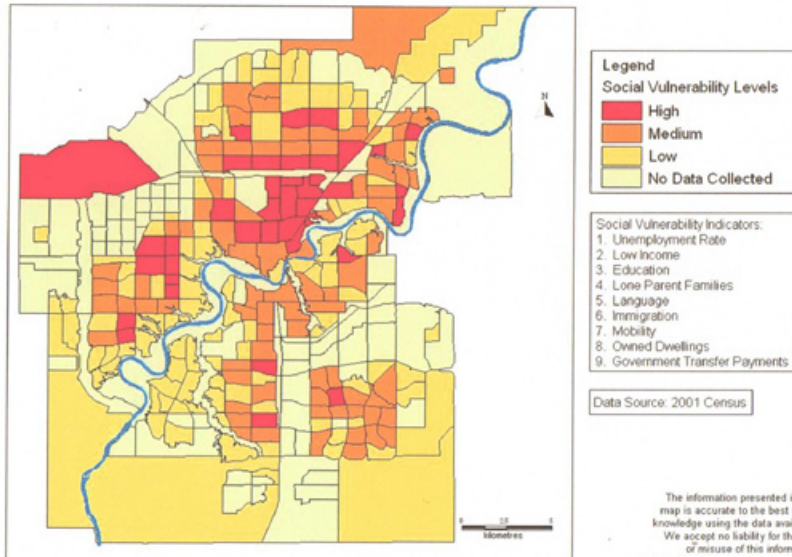 N
Legend
Social Vulnerability Levels
High
Medium
Low
No Data Collected
Social Vulnerability Indicators:
1. Unemployment Rate
2. Low Income
3. Education
4. Lone Parent Families
5. Language
6. Immigration
7. Mobility
8. Owned Dwellings
9. Government Transfer Payments
Data Source: 2001 Census
kilometres
The information presented
map is accurate to the best
knowledge using the data
We accept no liability for
or misuse of this